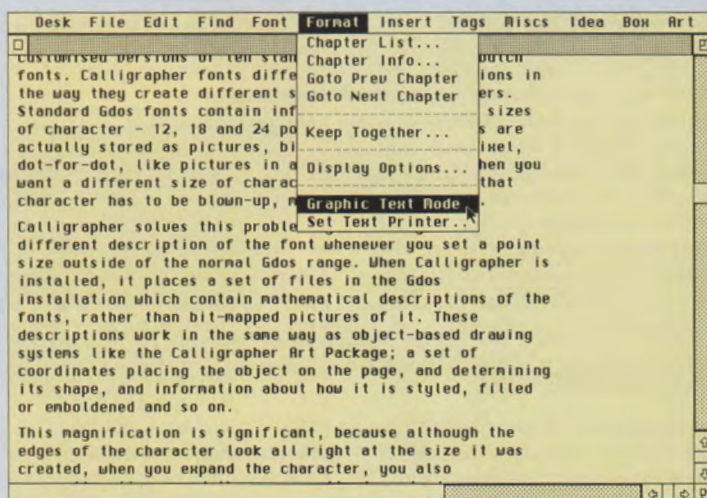 Desk File Edit Find Font Format Insert Tags Miscs Idea Box Art
Chapter List...
Chapter Info...
Goto Prev Chapter
Goto Next Chapter
Keep Together...
Display Options...
Graphic Text Mode
Set Text Printer..
Customised versions of ten stan
fonts. Calligrapher fonts diffe ions in
the way they create different s ers.
Standard Gdos fonts contain inf sizes
of character - 12, 18 and 24 po s are
actually stored as pictures, bi ixel,
dot-for-dot, like pictures in a hen you
want a different size of charac that
character has to be blown-up,
Calligrapher solves this proble
different description of the font whenever you set a point
size outside of the normal Gdos range. When Calligrapher is
installed, it places a set of files in the Gdos
installation which contain mathematical descriptions of the
fonts, rather than bit-mapped pictures of it. These
descriptions work in the same way as object-based drawing
systems like the Calligrapher Art Package; a set of
coordinates placing the object on the page, and determining
its shape, and information about how it is styled, filled
or emboldened and so on.
This magnification is significant, because although the
edges of the character look all right at the size it was
created, when you expand the character, you also